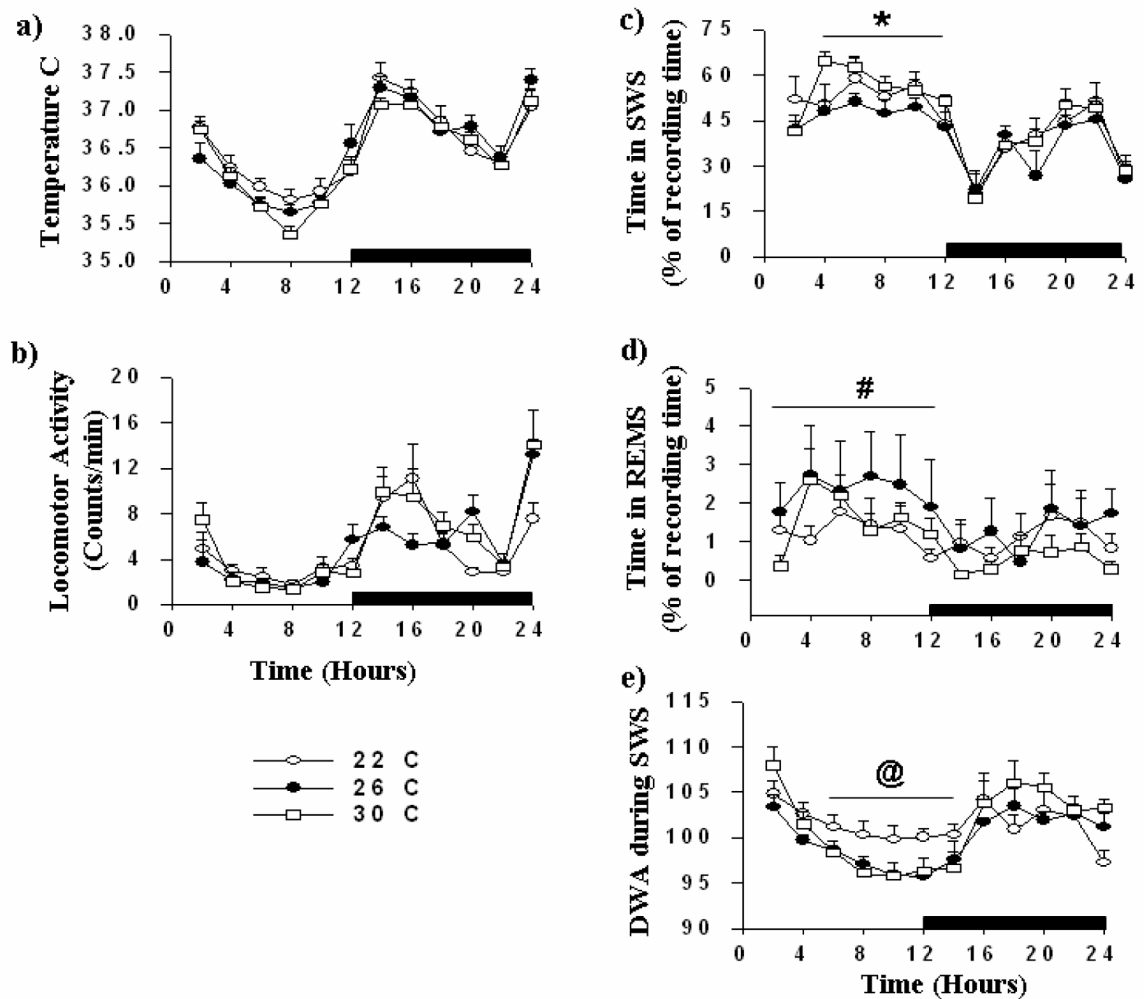 a)
Temperature C
38.0
37.5
37.0
36.5
36.0
35.5
35.0
0 4 8 12 16 20 24
b)
Locomotor Activity
(Counts/min)
20
16
12
8
4
0
0 4 8 12 16 20 24
Time (Hours)
22 C
26 C
30 C
c)
Time in SWS
(% of recording time)
75
60
45
30
15
0
*
0 4 8 12 16 20 24
d)
Time in REMS
(% of recording time)
5
4
3
2
1
0
#
0 4 8 12 16 20 24
e)
DWA during SWS
115
110
105
100
95
90
@
0 4 8 12 16 20 24
Time (Hours)